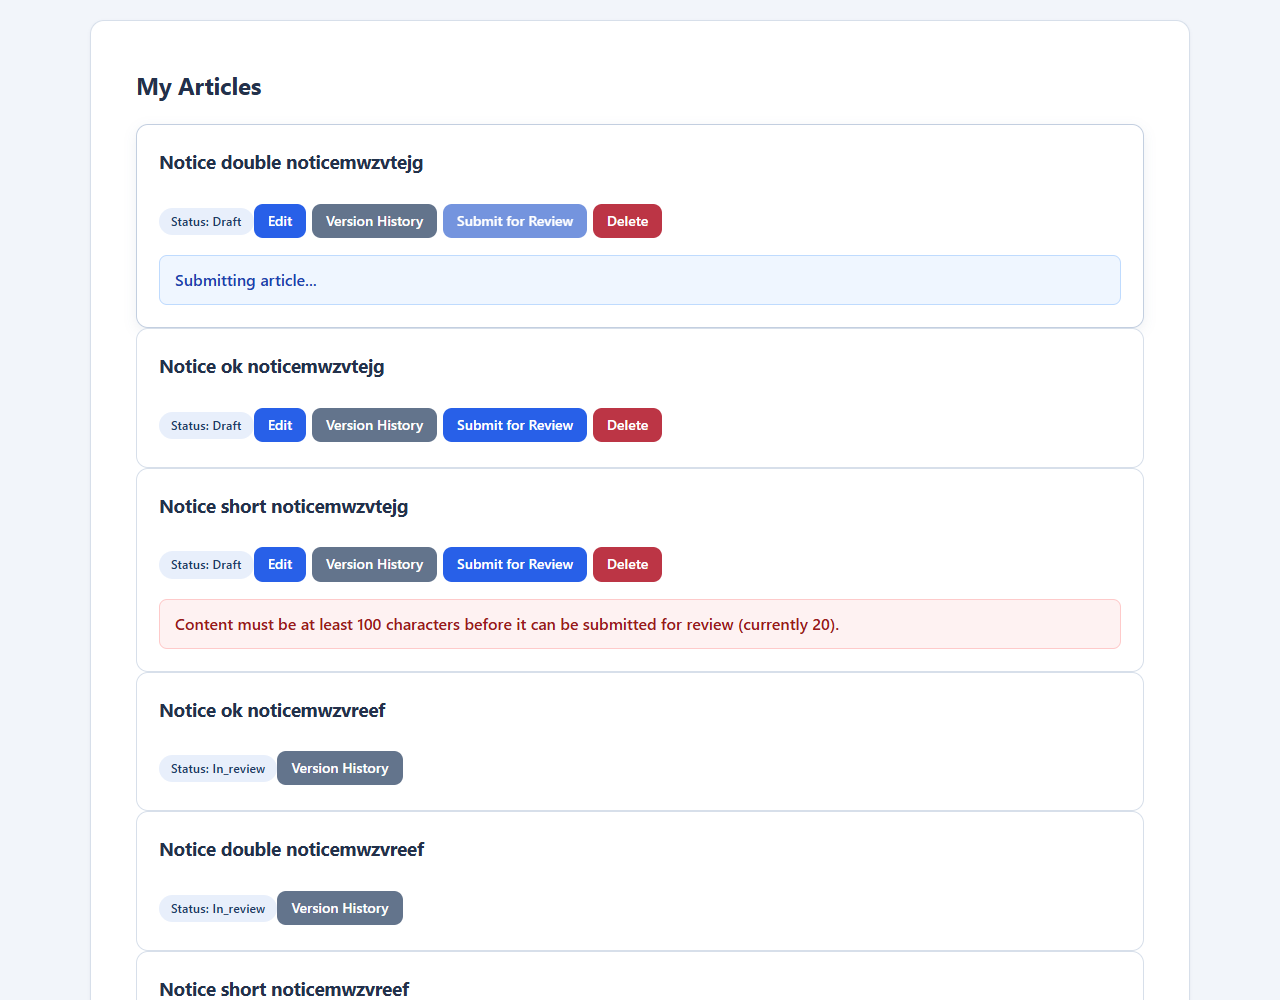 My Articles
Notice double noticemwzvtejg
Status: Draft Edit Version History Submit for Review Delete
Submitting article...
Notice ok noticemwzvtejg
Status: Draft Edit Version History Submit for Review Delete
Notice short noticemwzvtejg
Status: Draft Edit Version History Submit for Review Delete
Content must be at least 100 characters before it can be submitted for review (currently 20).
Notice ok noticemwzvreef
Status: In_review Version History
Notice double noticemwzvreef
Status: In_review Version History
Notice short noticemwzvreef